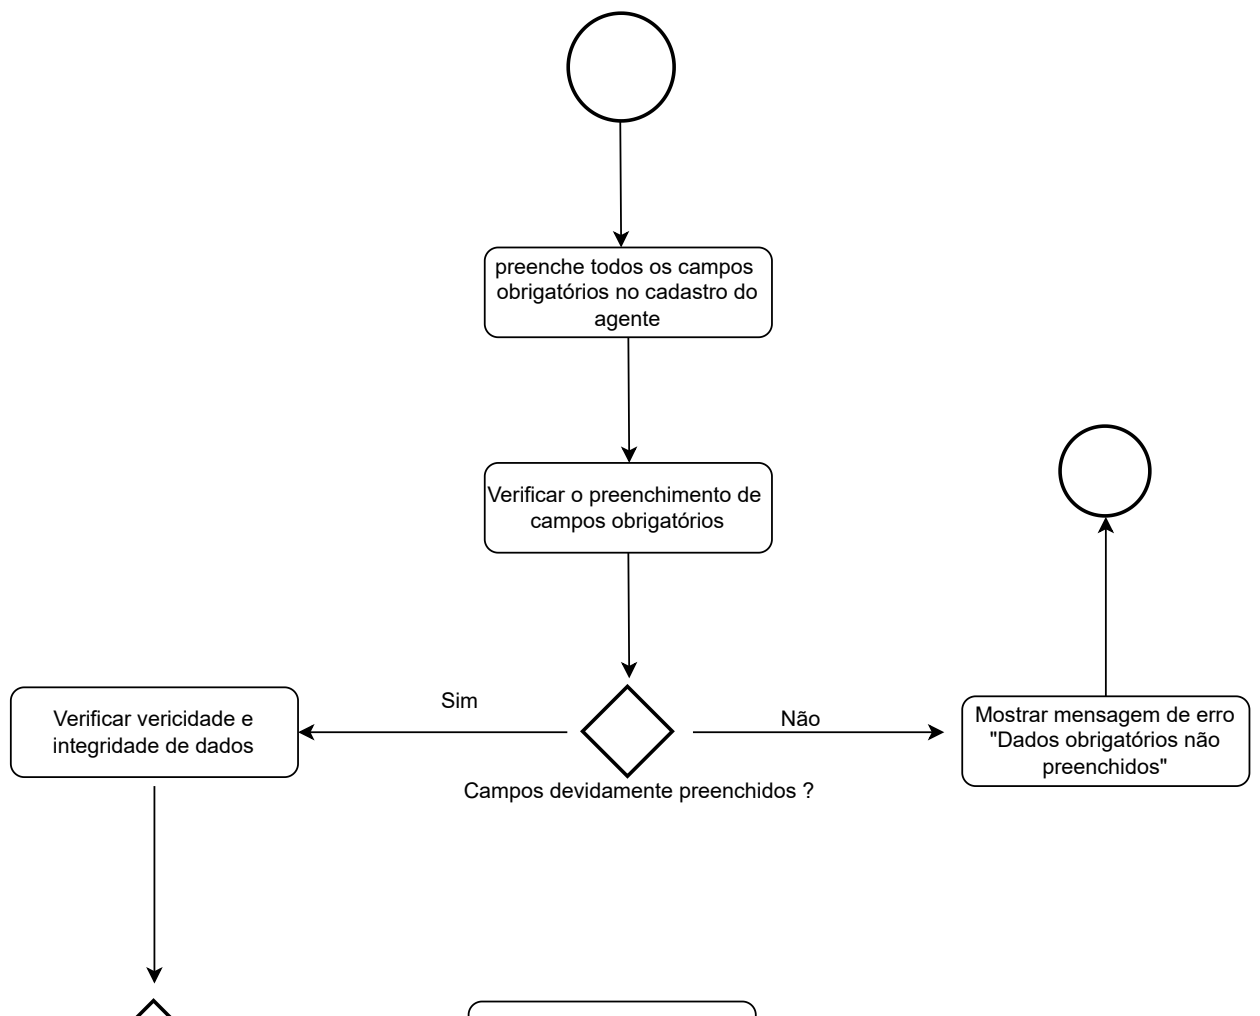 preenche todos os campos
obrigatórios no cadastro do
agente
Verificar o preenchimento de
campos obrigatórios
Sim
Não
Verificar vericidade e
integridade de dados
Mostrar mensagem de erro
"Dados obrigatórios não
preenchidos"
Campos devidamente preenchidos ?